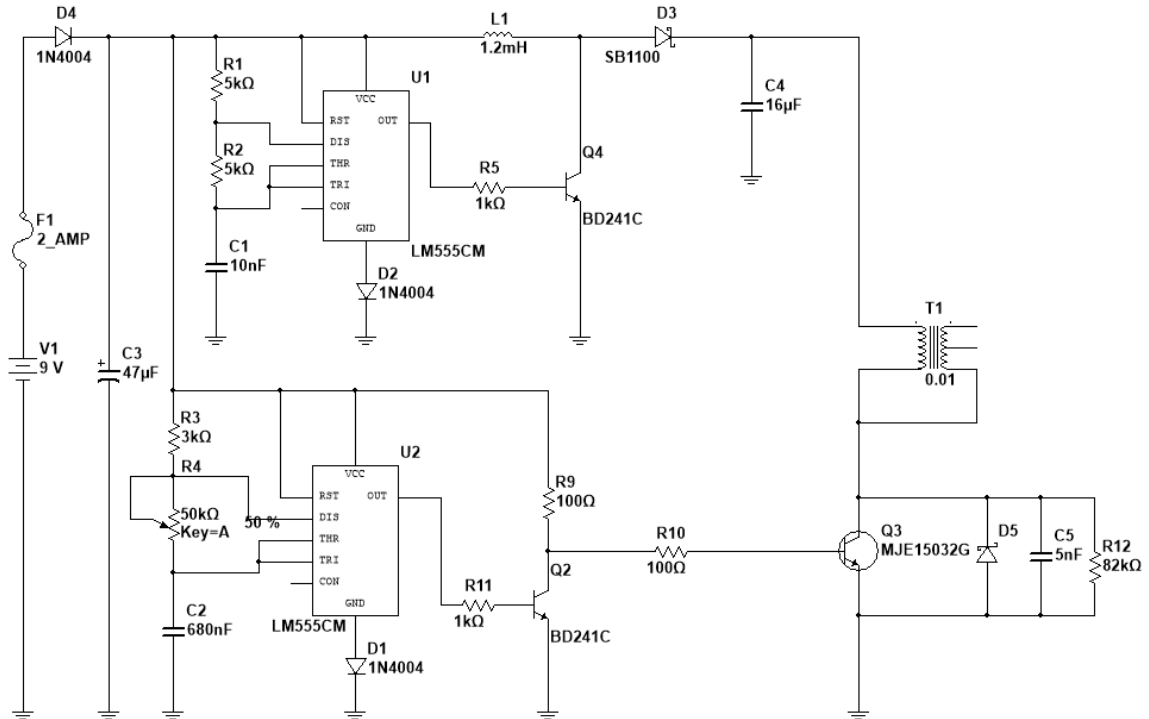 D4
1N4004
F1
2_AMP
V1
9 V
C3
47µF
+
R1
5kΩ
R2
5kΩ
C1
10nF
U1
VCC
RST
OUT
DIS
THR
TRI
CON
GND
LM555CM
D2
1N4004
R5
1kΩ
L1
1.2mH
Q4
BD241C
D3
SB1100
C4
16µF
T1
0.01
R3
3kΩ
R4
50kΩ
50 %
Key=A
C2
680nF
U2
VCC
RST
OUT
DIS
THR
TRI
CON
GND
LM555CM
D1
1N4004
R11
1kΩ
R9
100Ω
Q2
BD241C
R10
100Ω
Q3
MJE15032G
D5
C5
5nF
R12
82kΩ